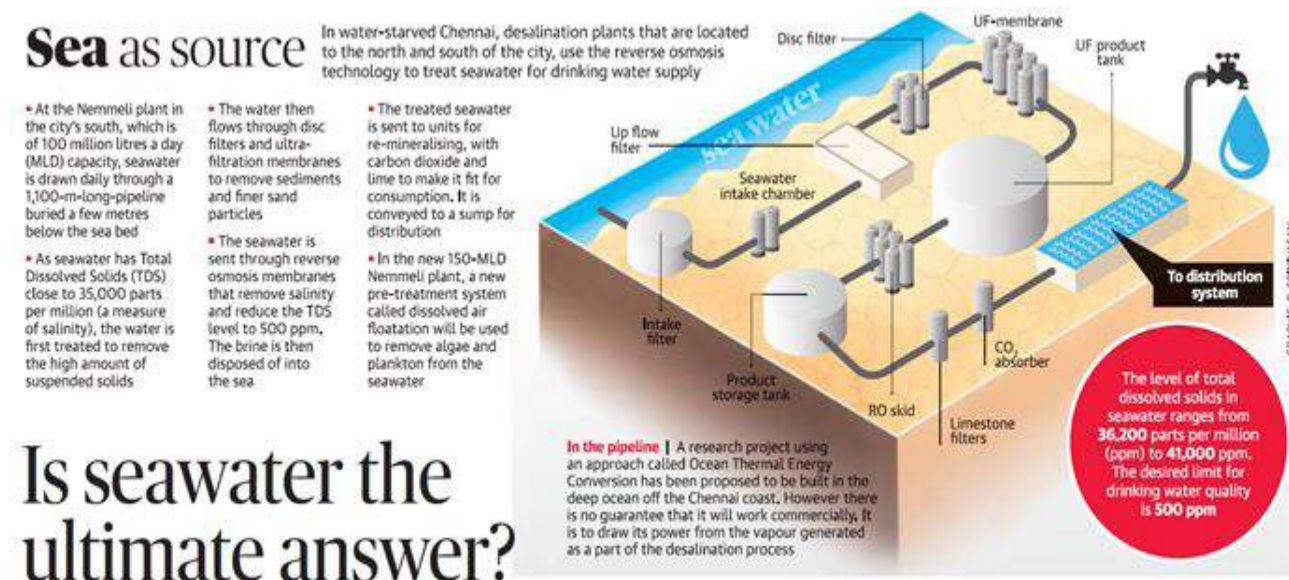 Sea as source
In water-starved Chennai, desalination plants that are located
to the north and south of the city, use the reverse osmosis
technology to treat seawater for drinking water supply
• At the Nemmeli plant in
the city's south, which is
of 100 million litres a day
(MLD) capacity, seawater
is drawn daily through a
1,100-m-long-pipeline
buried a few metres
below the sea bed
• As seawater has Total
Dissolved Solids (TDS)
close to 35,000 parts
per million (a measure
of salinity), the water is
first treated to remove
the high amount of
suspended solids
• The water then
flows through disc
filters and ultra-
filtration membranes
to remove sediments
and finer sand
particles
• The seawater is
sent through reverse
osmosis membranes
that remove salinity
and reduce the TDS
level to 500 ppm.
The brine is then
disposed of into
the sea
• The treated seawater
is sent to units for
re-mineralising, with
carbon dioxide and
lime to make it fit for
consumption. It is
conveyed to a sump for
distribution
• In the new 150-MLD
Nemmeli plant, a new
pre-treatment system
called dissolved air
floatation will be used
to remove algae and
plankton from the
seawater
Disc filter
UF-membrane
UF product
tank
sea water
Up flow
filter
Seawater
intake chamber
Intake
filter
Product
storage tank
RO skid
Limestone
filters
CO2
absorber
To distribution
system
The level of total
dissolved solids in
seawater ranges from
36,200 parts per million
(ppm) to 41,000 ppm.
The desired limit for
drinking water quality
is 500 ppm
In the pipeline | A research project using
an approach called Ocean Thermal Energy
Conversion has been proposed to be built in the
deep ocean off the Chennai coast. However there
is no guarantee that it will work commercially. It
is to draw its power from the vapour generated
as a part of the desalination process
Is seawater the
ultimate answer?